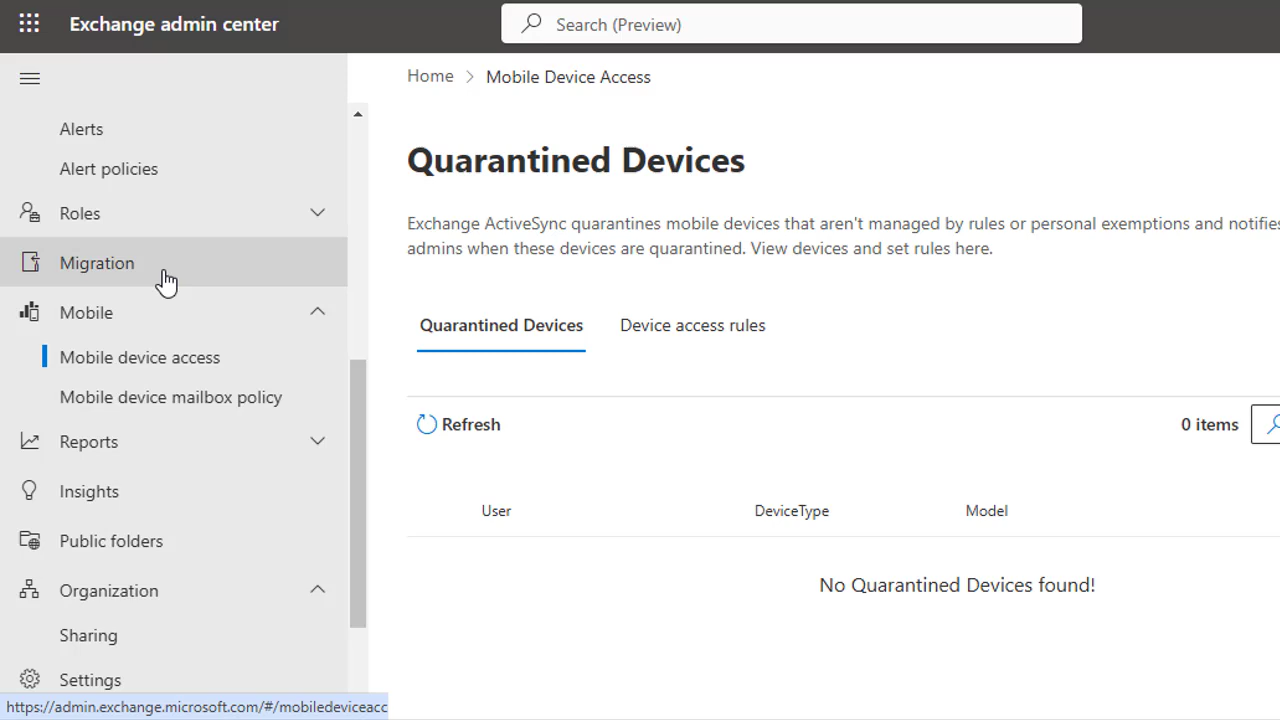 Exchange admin center
Search (Preview)
Alerts
Alert policies
Roles
Migration
Mobile
Mobile device access
Mobile device mailbox policy
Reports
Insights
Public folders
Organization
Sharing
Settings
https://admin.exchange.microsoft.com/#/mobiledeviceacc
Home > Mobile Device Access
Quarantined Devices
Exchange ActiveSync quarantines mobile devices that aren't managed by rules or personal exemptions and notifies
admins when these devices are quarantined. View devices and set rules here.
Quarantined Devices Device access rules
Refresh 0 items
User DeviceType Model
No Quarantined Devices found!